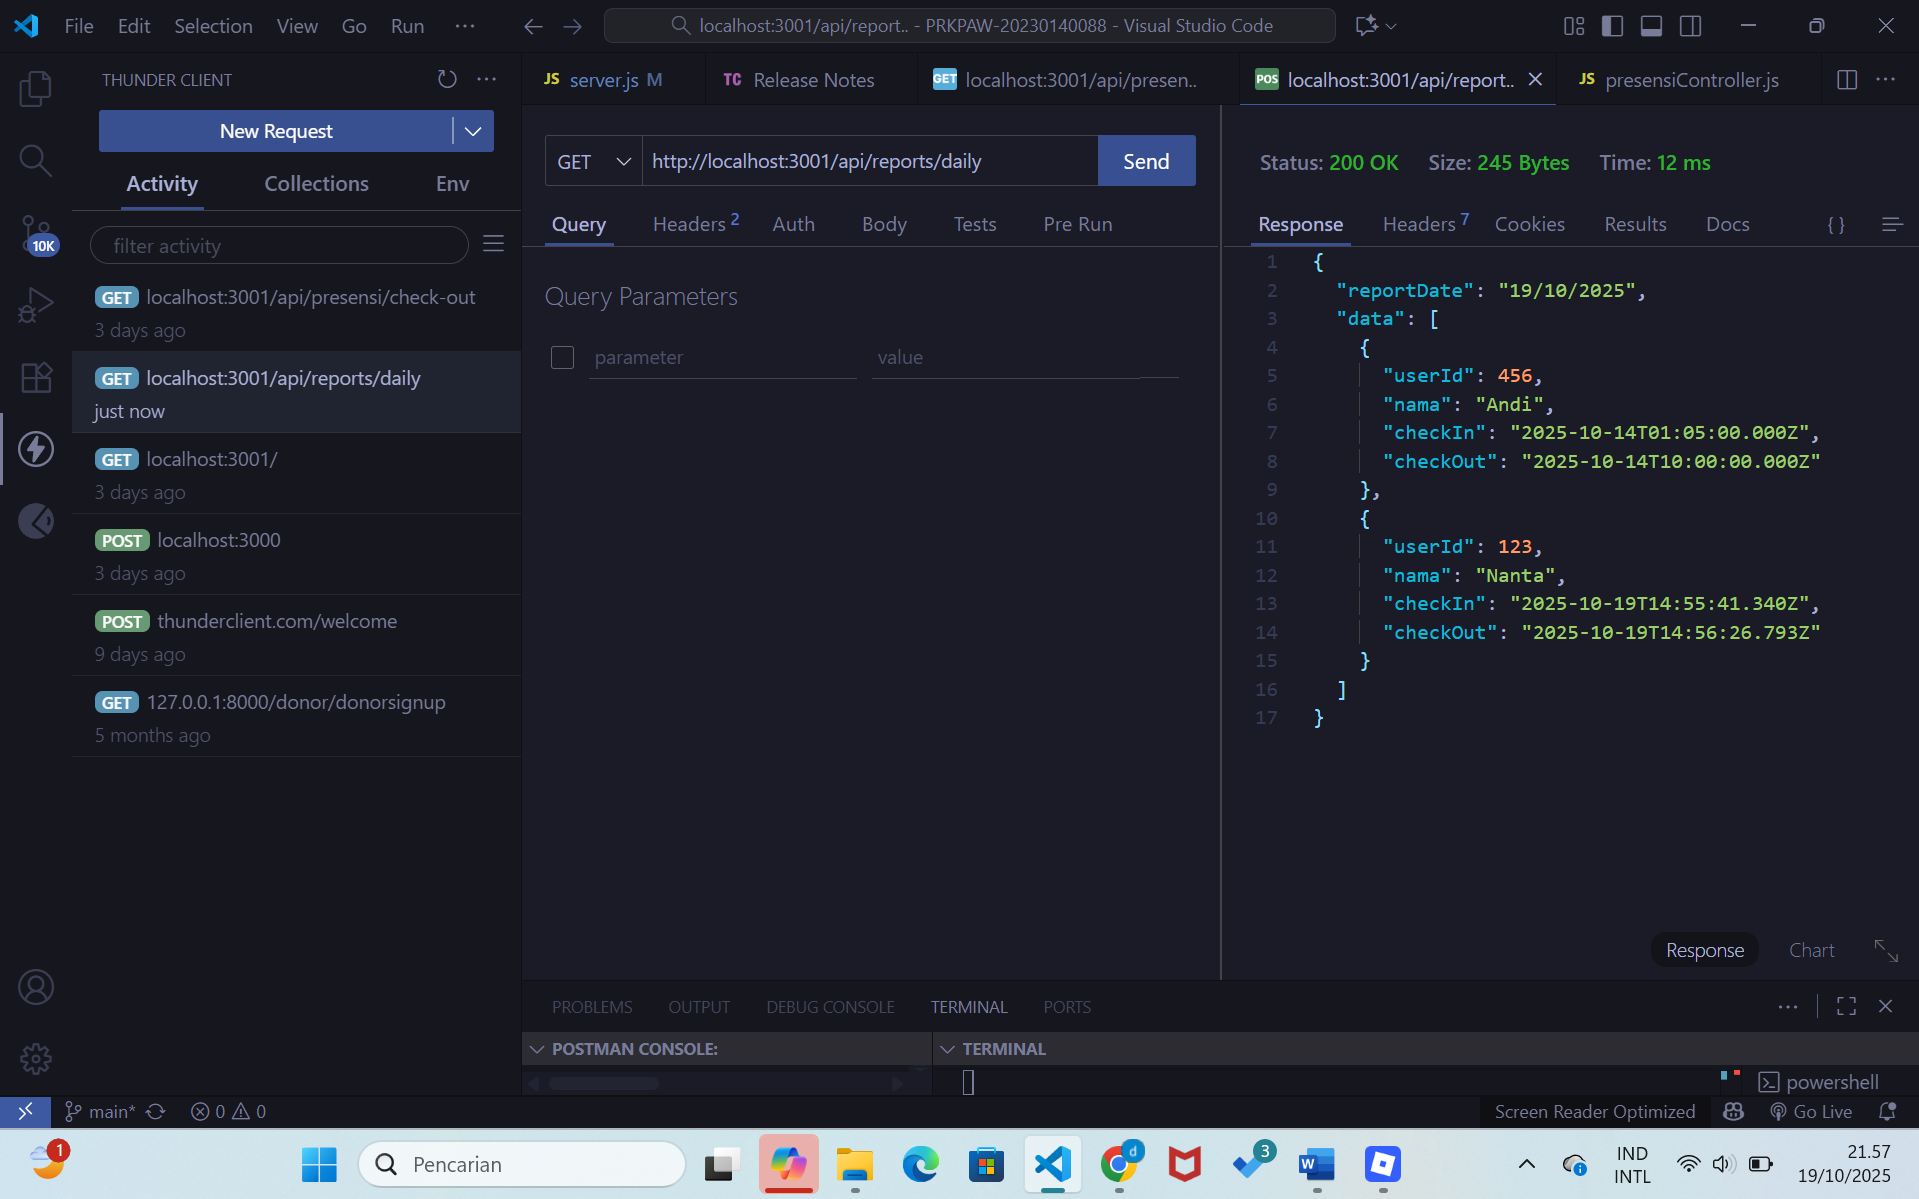 File Edit Selection View Go Run ···
localhost:3001/api/report.. - PRKPAW-20230140088 - Visual Studio Code
THUNDER CLIENT
New Request
Activity Collections Env
filter activity
GET localhost:3001/api/presensi/check-out
3 days ago
GET localhost:3001/api/reports/daily
just now
GET localhost:3001/
3 days ago
POST localhost:3000
3 days ago
POST thunderclient.com/welcome
9 days ago
GET 127.0.0.1:8000/donor/donorsignup
5 months ago
10K
JS server.js M
TC Release Notes
GET localhost:3001/api/presen..
POS localhost:3001/api/report..
JS presensiController.js
GET http://localhost:3001/api/reports/daily Send
Query Headers 2 Auth Body Tests Pre Run
Query Parameters
parameter value
Status: 200 OK Size: 245 Bytes Time: 12 ms
Response Headers 7 Cookies Results Docs { }
1 {
2 "reportDate": "19/10/2025",
3 "data": [
4 {
5 "userId": 456,
6 "nama": "Andi",
7 "checkIn": "2025-10-14T01:05:00.000Z",
8 "checkOut": "2025-10-14T10:00:00.000Z"
9 },
10 {
11 "userId": 123,
12 "nama": "Nanta",
13 "checkIn": "2025-10-19T14:55:41.340Z",
14 "checkOut": "2025-10-19T14:56:26.793Z"
15 }
16 ]
17 }
Response Chart
PROBLEMS OUTPUT DEBUG CONSOLE TERMINAL PORTS
POSTMAN CONSOLE:
TERMINAL
powershell
main* 0 0
Screen Reader Optimized Go Live
1
Pencarian
d
3
W
IND
INTL
21.57
19/10/2025